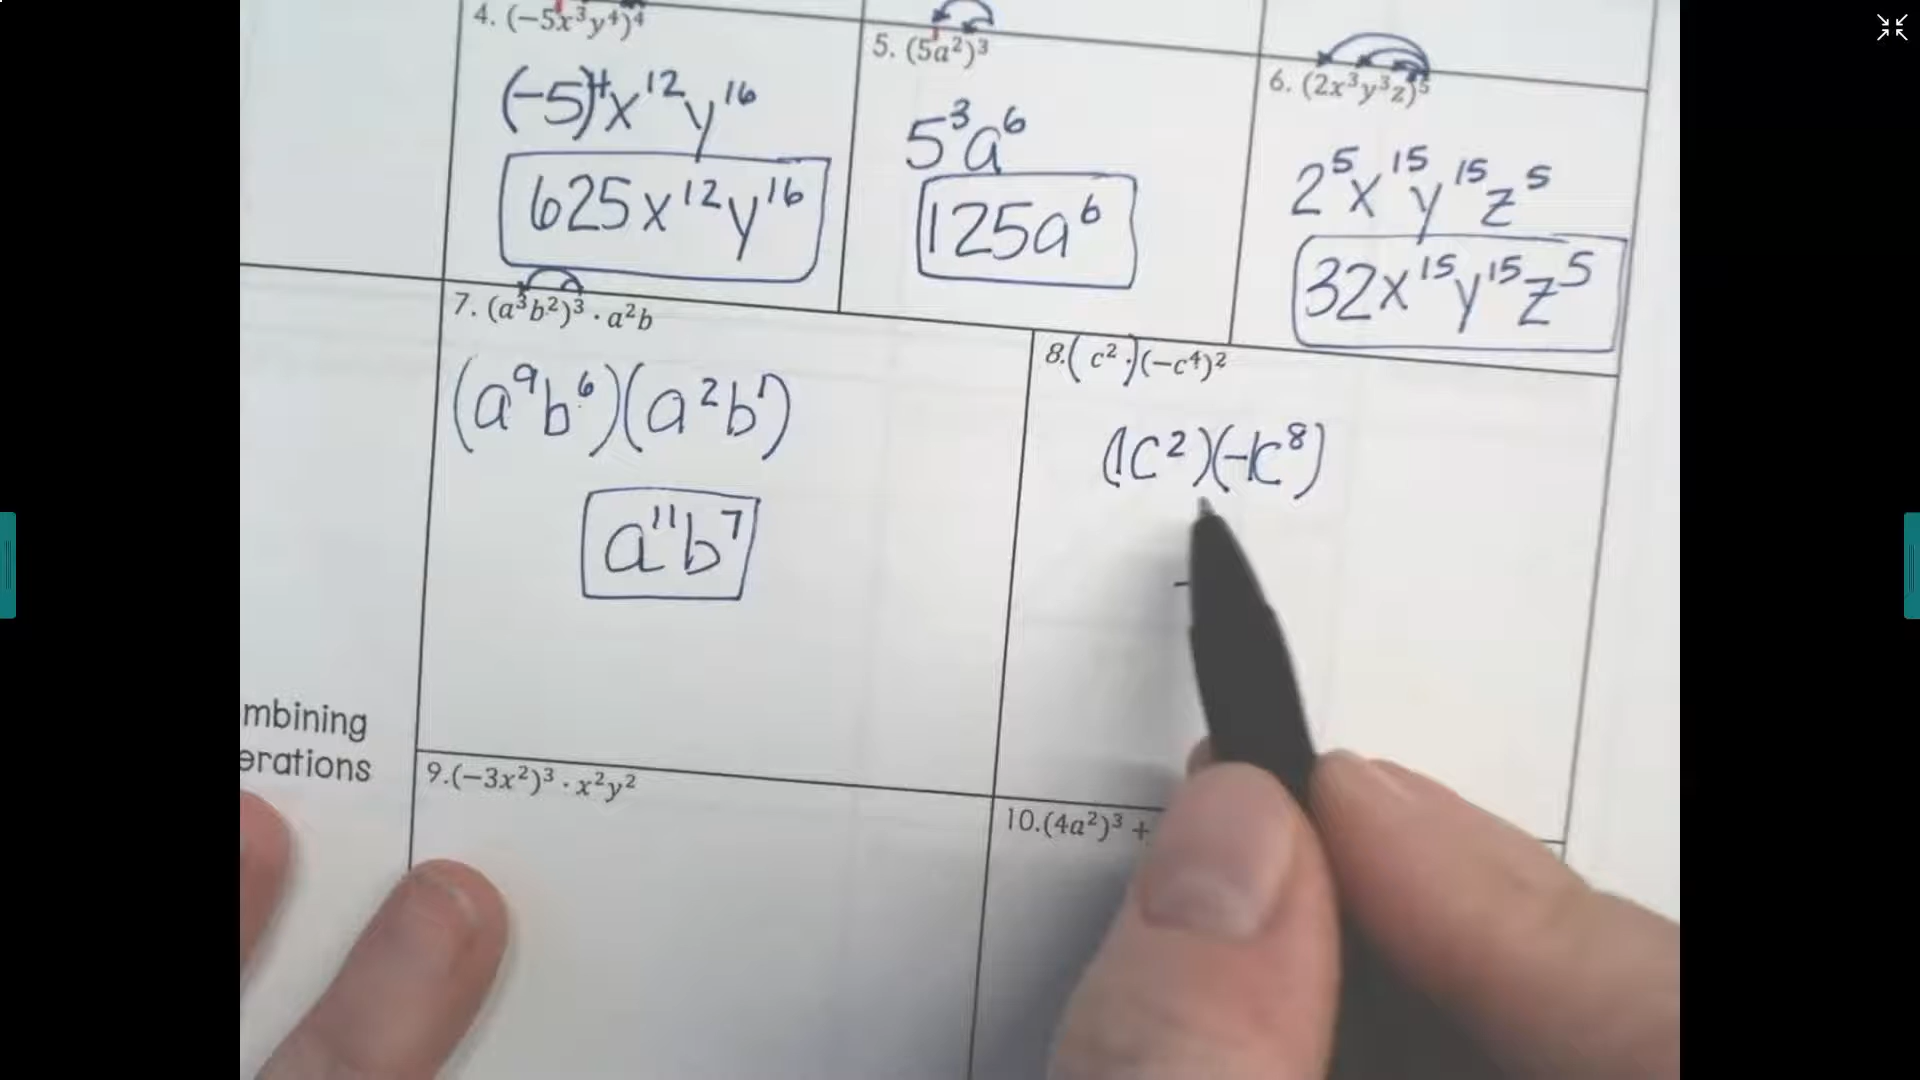 4. (−5x³y⁴)⁴
(−5)⁴x¹²y¹⁶
625x¹²y¹⁶
5. (5a²)³
5³a⁶
125a⁶
6. (2x³y³z)⁵
2⁵x¹⁵y¹⁵z⁵
32x¹⁵y¹⁵z⁵
7. (a³b²)³ · a²b
(a⁹b⁶)(a²b¹)
a¹¹b⁷
8. (c² ·)(−c⁴)²
(1c²)(−1c⁸)
−
mbining
erations
9. (−3x²)³ · x²y²
10. (4a²)³ +